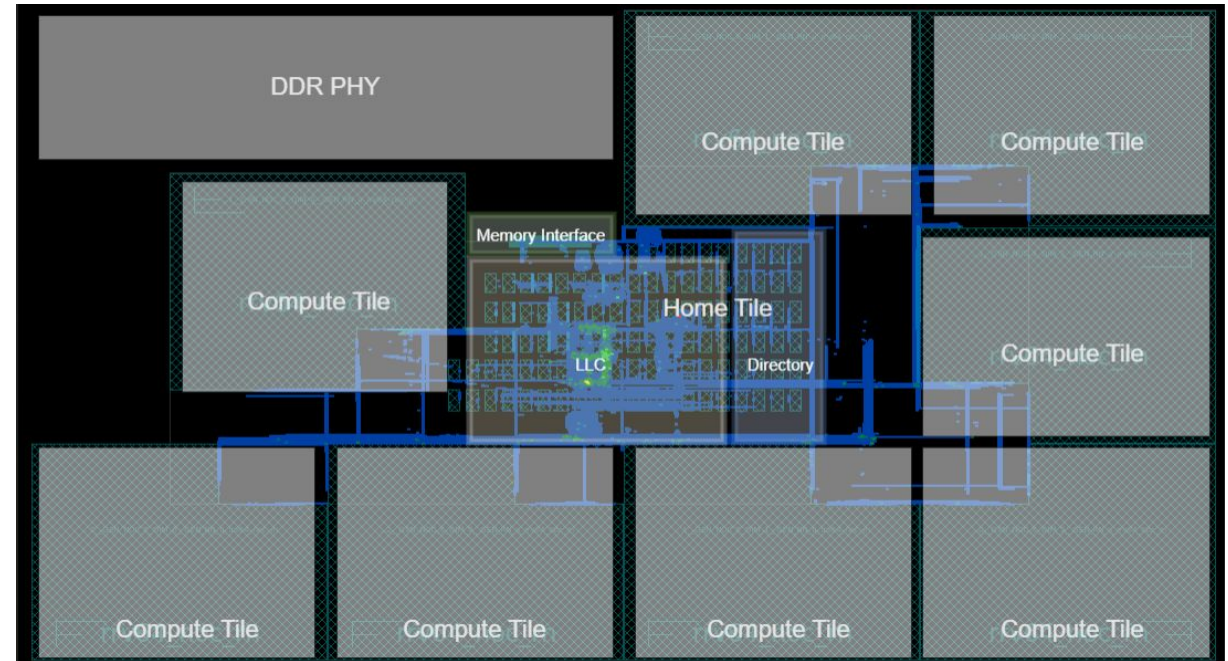 DDR PHY
Compute Tile
Compute Tile
Memory Interface
Compute Tile
Home Tile
LLC
Directory
Compute Tile
Compute Tile
Compute Tile
Compute Tile
Compute Tile